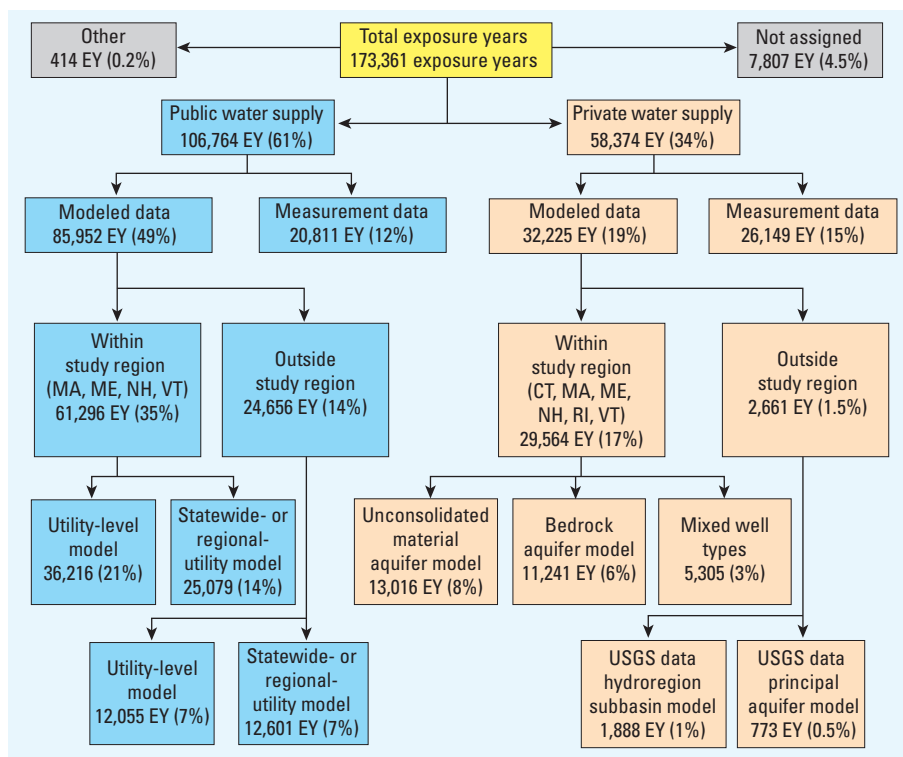 Other
414 EY (0.2%)
Total exposure years
173,361 exposure years
Not assigned
7,807 EY (4.5%)
Public water supply
106,764 EY (61%)
Private water supply
58,374 EY (34%)
Modeled data
85,952 EY (49%)
Measurement data
20,811 EY (12%)
Modeled data
32,225 EY (19%)
Measurement data
26,149 EY (15%)
Within
study region
(MA, ME, NH, VT)
61,296 EY (35%)
Outside
study region
24,656 EY (14%)
Within
study region
(CT, MA, ME,
NH, RI, VT)
29,564 EY (17%)
Outside
study region
2,661 EY (1.5%)
Utility-level
model
36,216 (21%)
Statewide- or
regional-
utility model
25,079 (14%)
Unconsolidated
material
aquifer model
13,016 EY (8%)
Bedrock
aquifer model
11,241 EY (6%)
Mixed well
types
5,305 (3%)
Utility-level
model
12,055 EY (7%)
Statewide- or
regional-
utility model
12,601 EY (7%)
USGS data
hydroregion
subbasin model
1,888 EY (1%)
USGS data
principal
aquifer model
773 EY (0.5%)